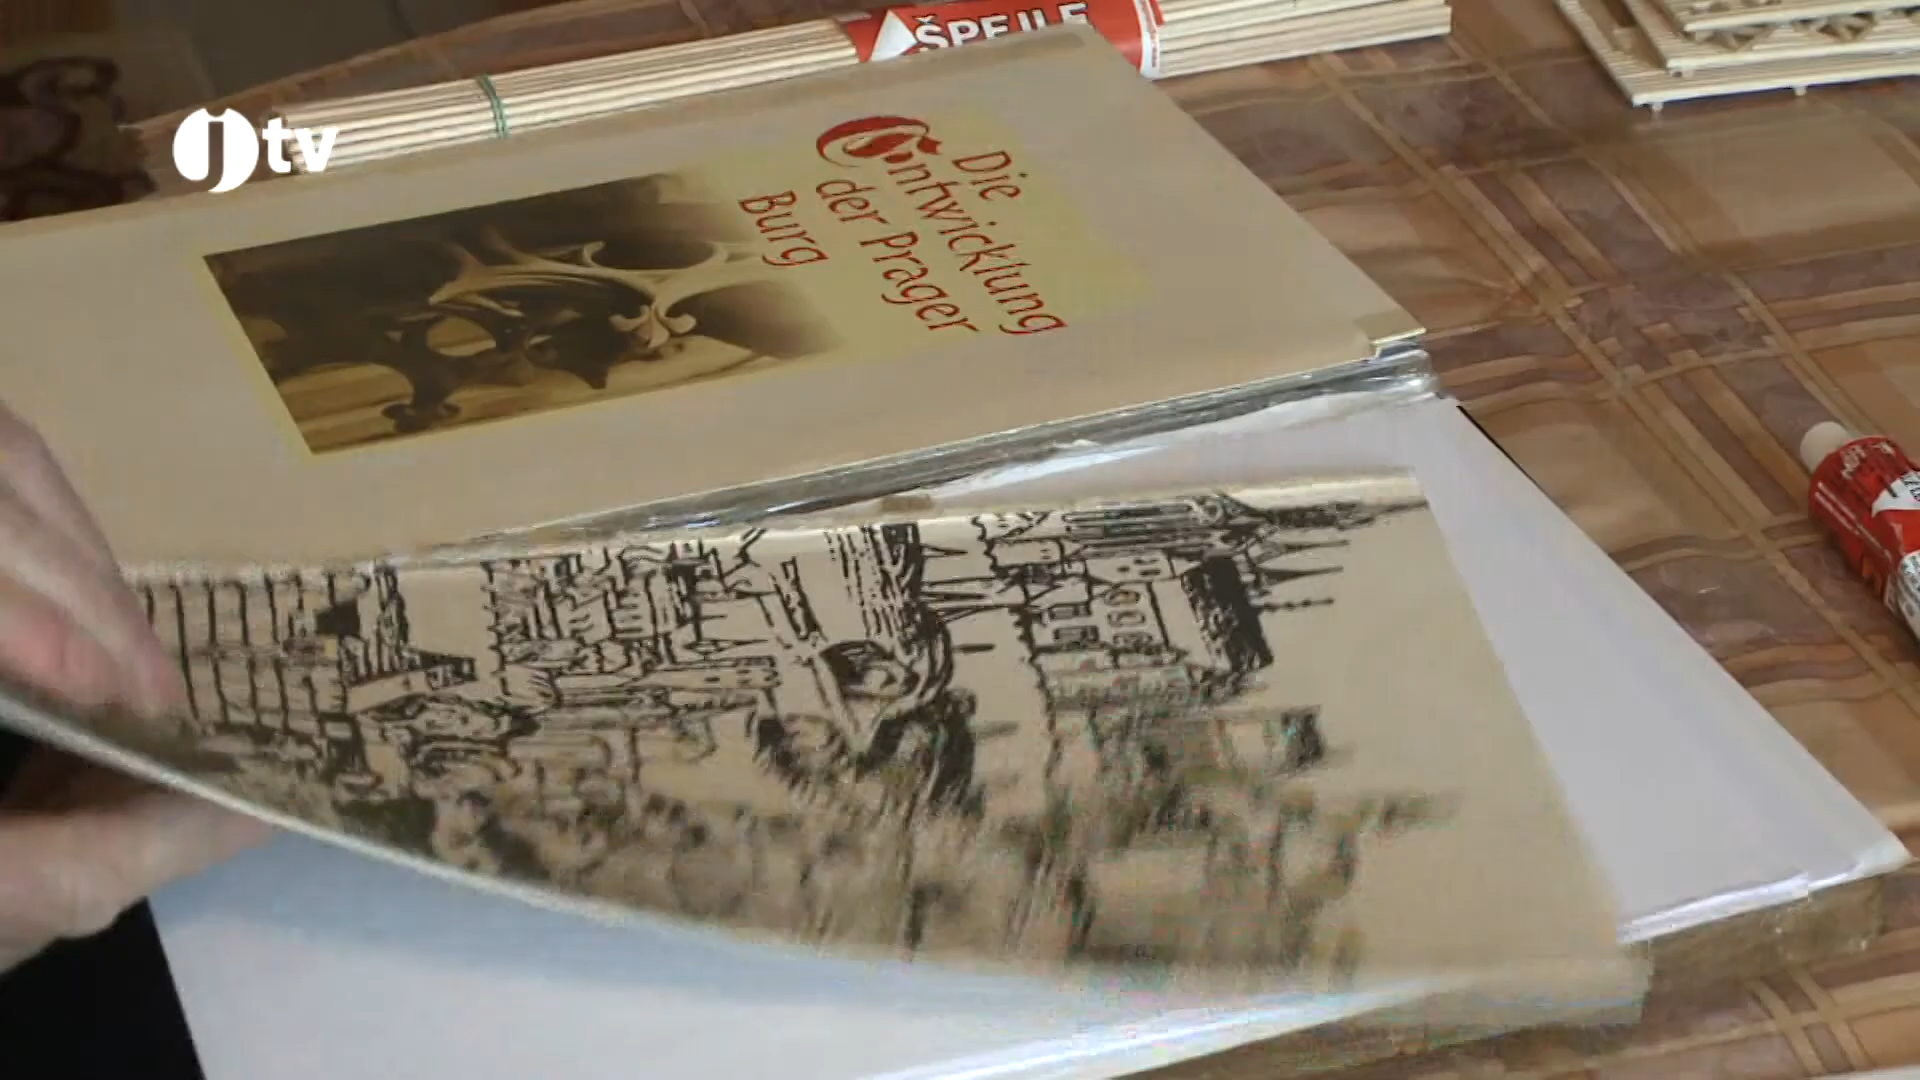 jtv
ŠPEJLE
Die
Entwicklung
der Prager
Burg